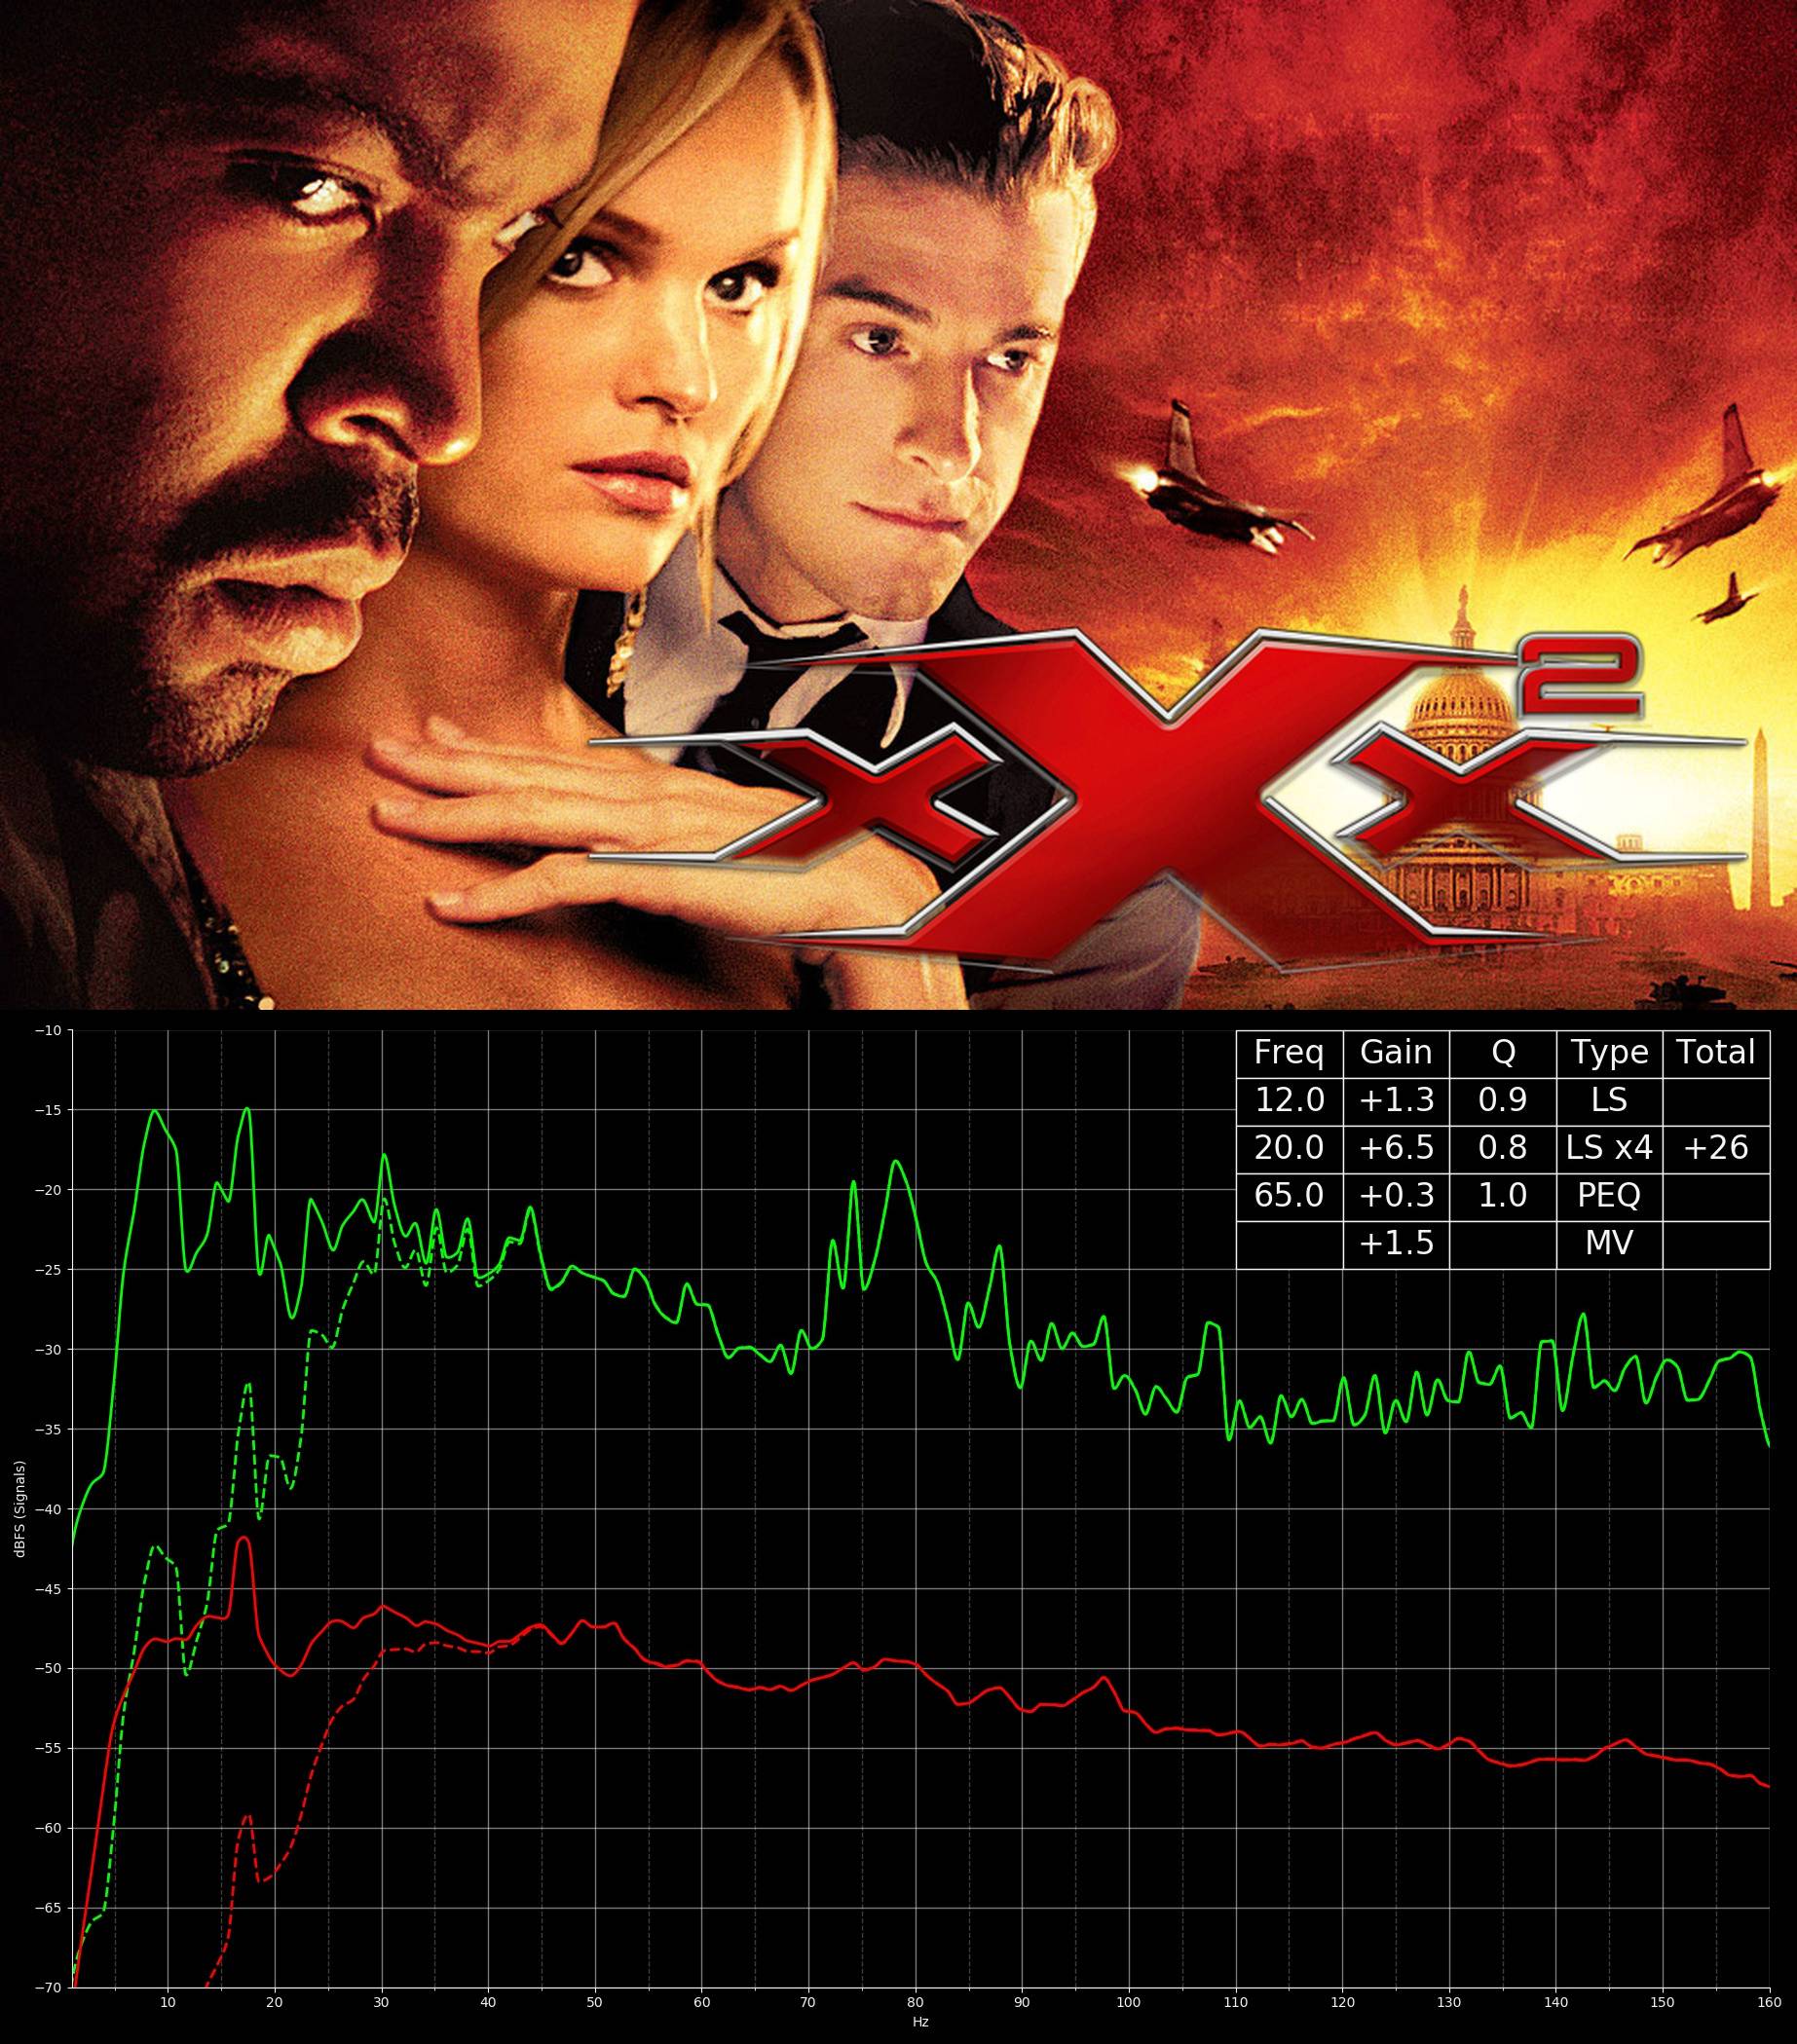 xXx2
Freq Gain Q Type Total
12.0 +1.3 0.9 LS
20.0 +6.5 0.8 LS x4 +26
65.0 +0.3 1.0 PEQ
+1.5 MV
−10
−15
−20
−25
−30
−35
−40
−45
−50
−55
−60
−65
−70
dBFS (Signals)
10 20 30 40 50 60 70 80 90 100 110 120 130 140 150 160
Hz